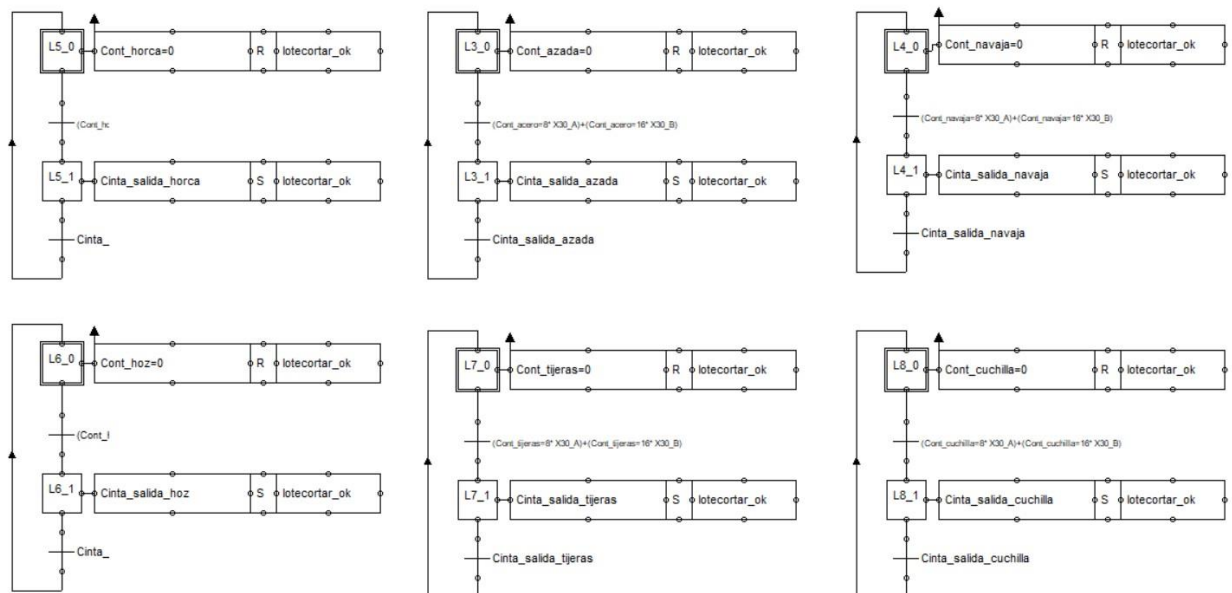 L5_0 Cont_horca=0 R lotecortar_ok
(Cont_hc
L5_1 Cinta_salida_horca S lotecortar_ok
Cinta_
L3_0 Cont_azada=0 R lotecortar_ok
(Cont_acero=8* X30_A)+(Cont_acero=16* X30_B)
L3_1 Cinta_salida_azada S lotecortar_ok
Cinta_salida_azada
L4_0 Cont_navaja=0 R lotecortar_ok
(Cont_navaja=8* X30_A)+(Cont_navaja=16* X30_B)
L4_1 Cinta_salida_navaja S lotecortar_ok
Cinta_salida_navaja
L6_0 Cont_hoz=0 R lotecortar_ok
(Cont_l
L6_1 Cinta_salida_hoz S lotecortar_ok
Cinta_
L7_0 Cont_tijeras=0 R lotecortar_ok
(Cont_tijeras=8* X30_A)+(Cont_tijeras=16* X30_B)
L7_1 Cinta_salida_tijeras S lotecortar_ok
Cinta_salida_tijeras
L8_0 Cont_cuchilla=0 R lotecortar_ok
(Cont_cuchilla=8* X30_A)+(Cont_cuchilla=16* X30_B)
L8_1 Cinta_salida_cuchilla S lotecortar_ok
Cinta_salida_cuchilla